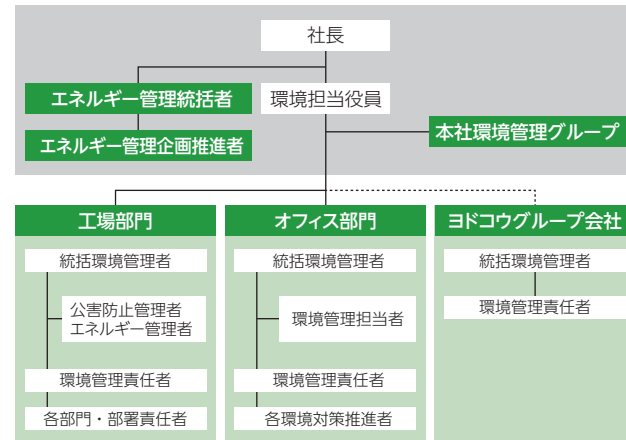 社長
エネルギー管理統括者
環境担当役員
エネルギー管理企画推進者
本社環境管理グループ
工場部門
統括環境管理者
公害防止管理者
エネルギー管理者
環境管理責任者
各部門・部署責任者
オフィス部門
統括環境管理者
環境管理担当者
環境管理責任者
各環境対策推進者
ヨドコウグループ会社
統括環境管理者
環境管理責任者